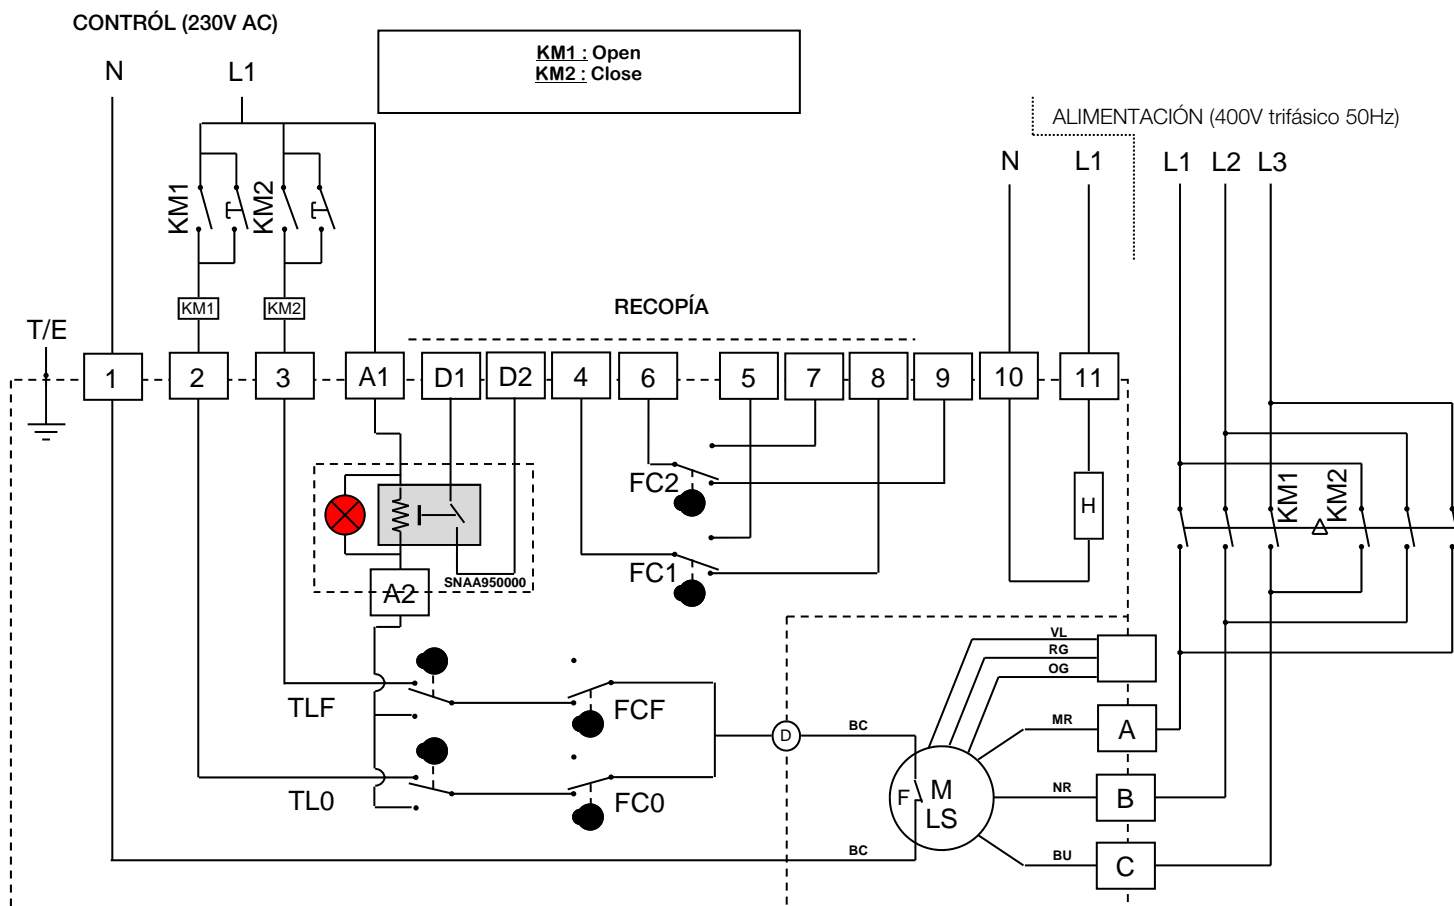 CONTRÓL (230V AC)
KM1 : Open
KM2 : Close
N L1
ALIMENTACIÓN (400V trifásico 50Hz)
N L1 L1 L2 L3
KM1 KM2
KM1 KM2
RECOPÍA
T/E
1 2 3 A1 D1 D2 4 6 5 7 8 9 10 11
FC2
KM1 KM2
H
FC1
SNAA950000
A2
VL
RG
OG
TLF FCF
D
BC
MR A
TL0 FC0
F M
LS
NR B
BC
BU C